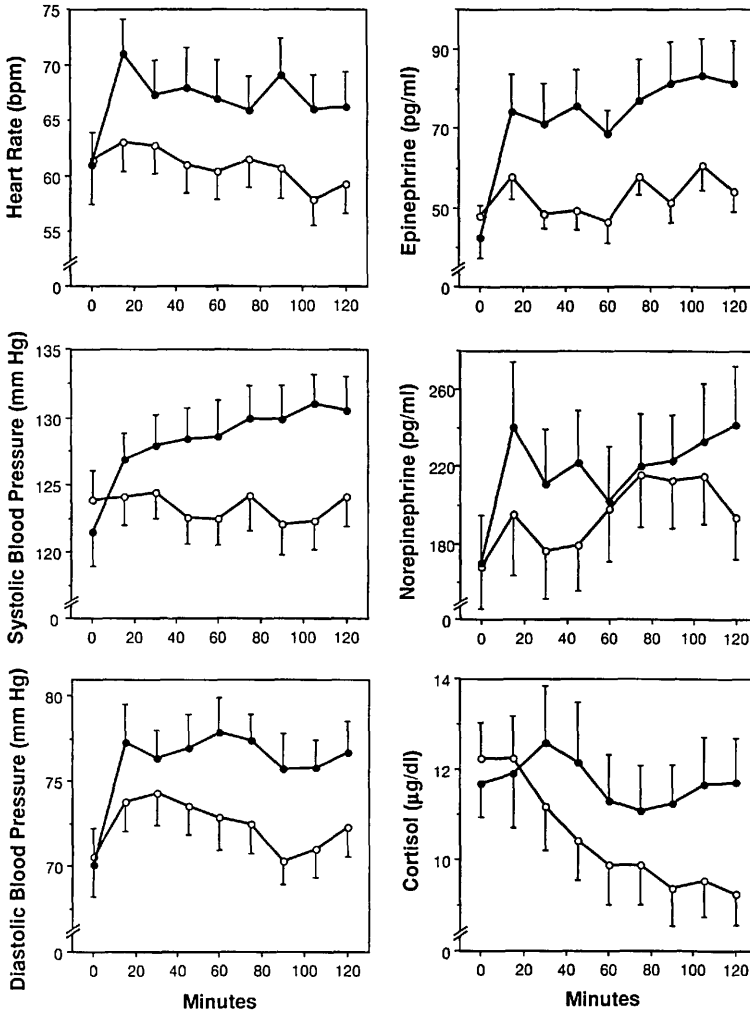 Heart Rate (bpm)
75
70
65
60
55
0
0 20 40 60 80 100 120
Epinephrine (pg/ml)
90
70
50
0
0 20 40 60 80 100 120
Systolic Blood Pressure (mm Hg)
135
130
125
120
0
0 20 40 60 80 100 120
Norepinephrine (pg/ml)
260
220
180
0
0 20 40 60 80 100 120
Diastolic Blood Pressure (mm Hg)
80
75
70
0
0 20 40 60 80 100 120
Minutes
Cortisol (µg/dl)
14
12
10
0
0 20 40 60 80 100 120
Minutes